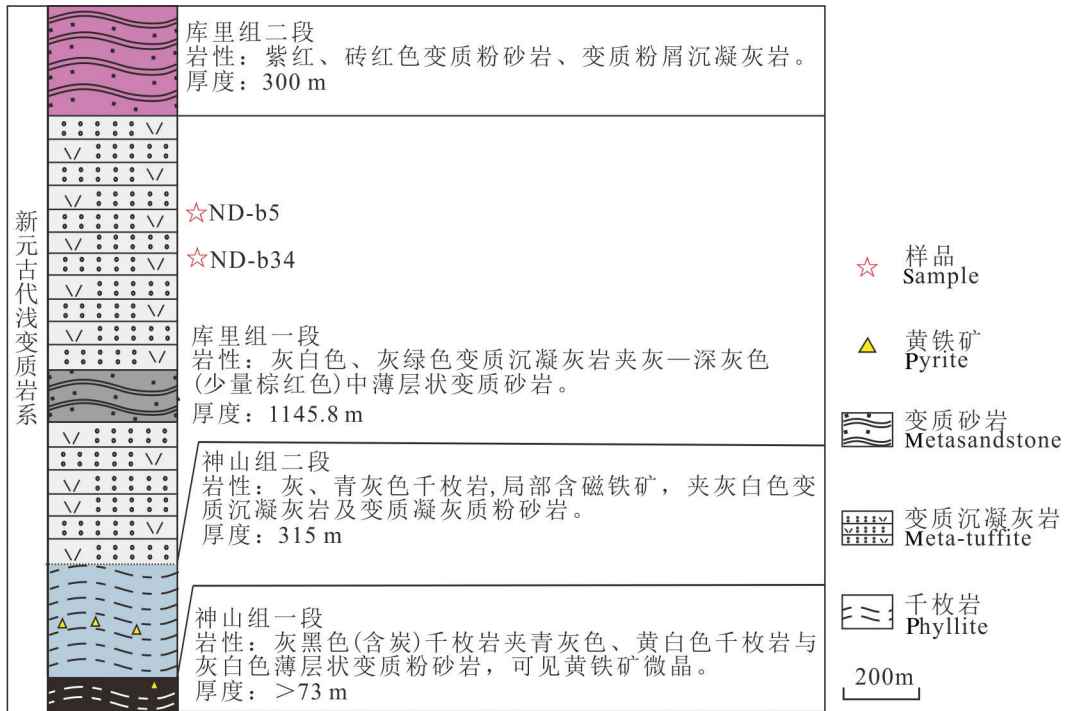 新元古代浅变质岩系
库里组二段
岩性：紫红、砖红色变质粉砂岩、变质粉屑沉凝灰岩。
厚度：300 m
☆ND-b5
☆ND-b34
库里组一段
岩性：灰白色、灰绿色变质沉凝灰岩夹灰—深灰色
(少量棕红色)中薄层状变质砂岩。
厚度：1145.8 m
神山组二段
岩性：灰、青灰色千枚岩,局部含磁铁矿，夹灰白色变
质沉凝灰岩及变质凝灰质粉砂岩。
厚度：315 m
神山组一段
岩性：灰黑色(含炭)千枚岩夹青灰色、黄白色千枚岩与
灰白色薄层状变质粉砂岩，可见黄铁矿微晶。
厚度：＞73 m
样品
Sample
黄铁矿
Pyrite
变质砂岩
Metasandstone
变质沉凝灰岩
Meta-tuffite
千枚岩
Phyllite
200m